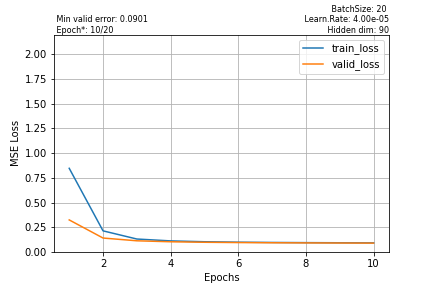 BatchSize: 20
Min valid error: 0.0901
Learn.Rate: 4.00e-05
Epoch*: 10/20
Hidden dim: 90
train_loss
valid_loss
2.00
1.75
1.50
1.25
1.00
0.75
0.50
0.25
0.00
MSE Loss
2
4
6
8
10
Epochs